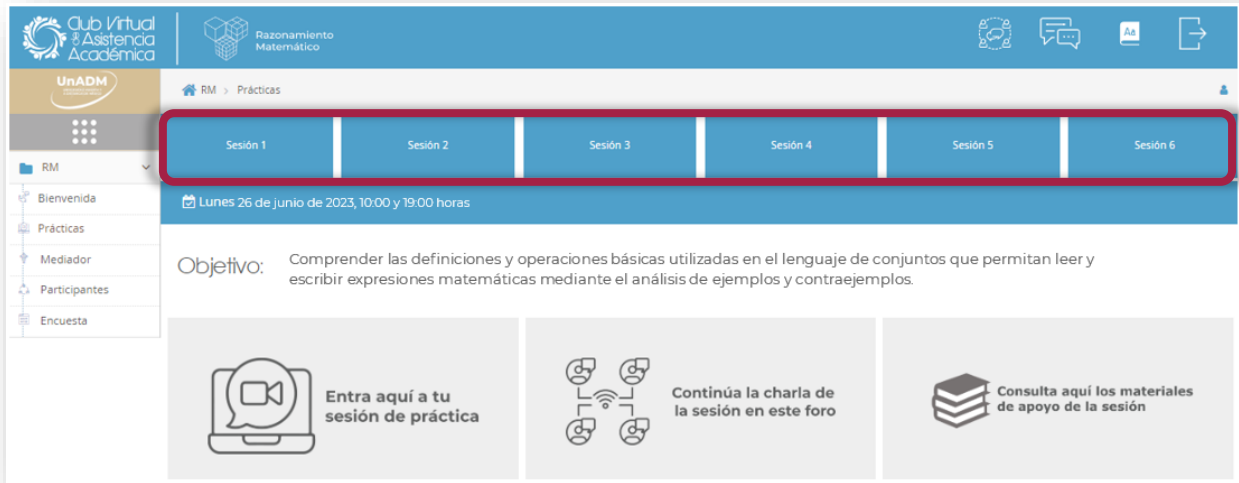 Club Virtual
de Asistencia
Académica
Razonamiento
Matemático
Aa
UnADM
RM > Prácticas
Sesión 1
Sesión 2
Sesión 3
Sesión 4
Sesión 5
Sesión 6
RM
Bienvenida
Prácticas
Mediador
Participantes
Encuesta
Lunes 26 de junio de 2023, 10:00 y 19:00 horas
Objetivo:
Comprender las definiciones y operaciones básicas utilizadas en el lenguaje de conjuntos que permitan leer y
escribir expresiones matemáticas mediante el análisis de ejemplos y contraejemplos.
Entra aquí a tu
sesión de práctica
Continúa la charla de
la sesión en este foro
Consulta aquí los materiales
de apoyo de la sesión